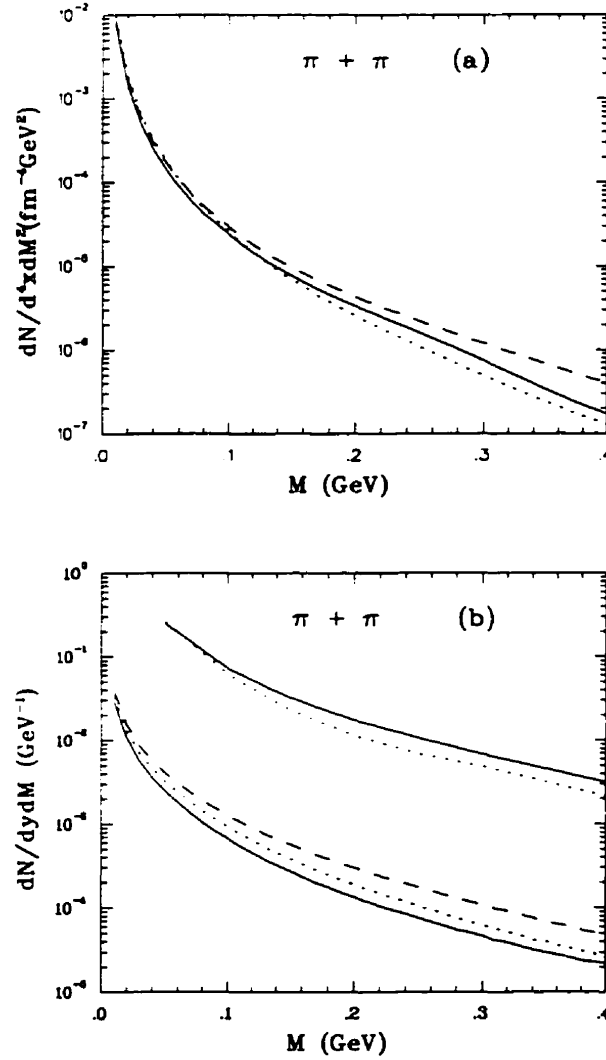 10⁻²
π + π (a)
10⁻³
10⁻⁴
10⁻⁵
10⁻⁶
10⁻⁷
dN/d⁴xdM²(fm⁻⁴GeV²)
.0 .1 .2 .3 .4
M (GeV)
10⁰
π + π (b)
10⁻¹
10⁻²
10⁻³
10⁻⁴
10⁻⁵
dN/dydM (GeV⁻¹)
.0 .1 .2 .3 .4
M (GeV)